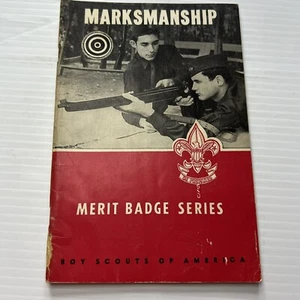 MARKSMANSHIP
MERIT BADGE SERIES
BOY SCOUTS OF AMERICA